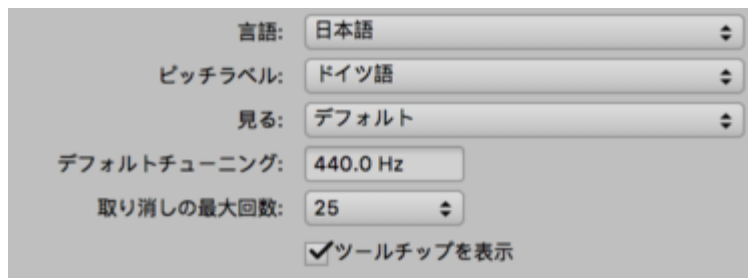 言語: 日本語
ピッチラベル: ドイツ語
見る: デフォルト
デフォルトチューニング: 440.0 Hz
取り消しの最大回数: 25
ツールチップを表示